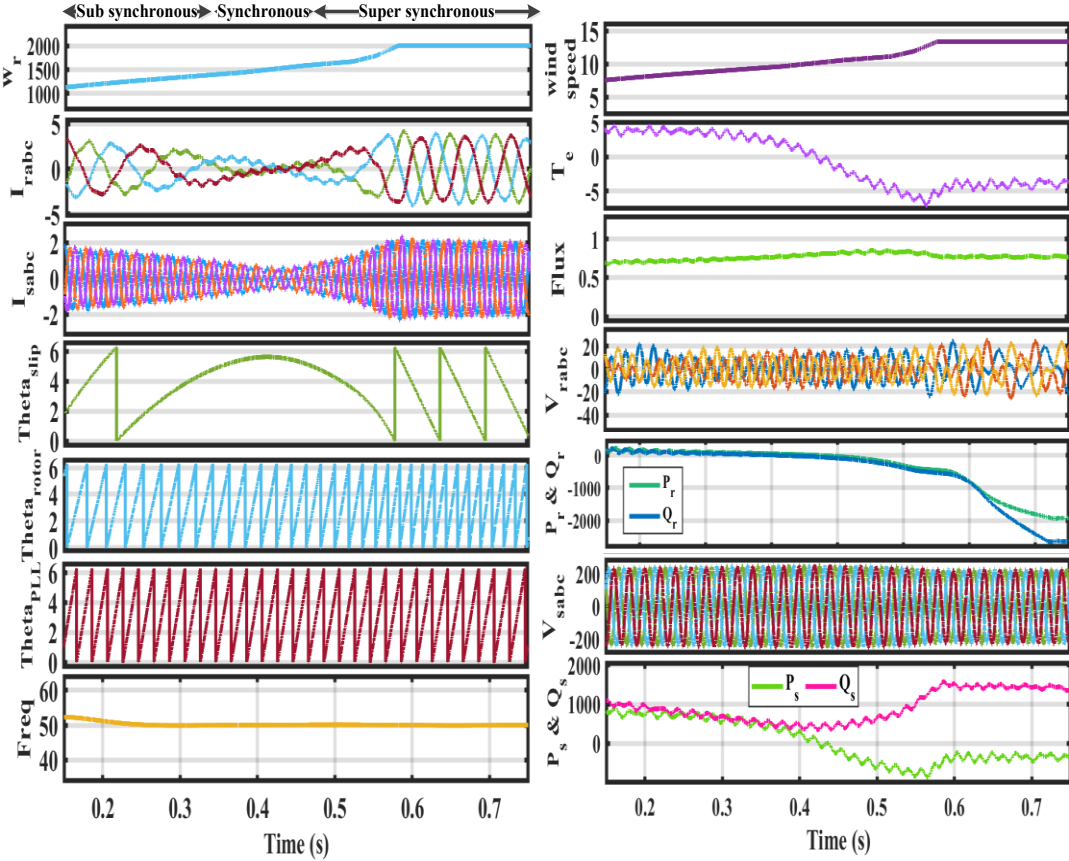 Sub synchronous Synchronous Super synchronous
w_r
2000
1500
1000
I_rabc
5
0
-5
I_sabc
2
0
-2
Theta_slip
6
4
2
0
Theta_rotor
6
4
2
0
Theta_PLL
6
4
2
0
Freq
60
50
40
0.2 0.3 0.4 0.5 0.6 0.7
Time (s)
wind speed
15
10
5
T_e
5
0
-5
Flux
1
0.5
0
V_rabc
20
0
-20
-40
P_r & Q_r
0
-1000
-2000
P_r
Q_r
V_sabc
200
0
-200
P_s & Q_s
2000
1000
0
P_s Q_s
0.2 0.3 0.4 0.5 0.6 0.7
Time (s)